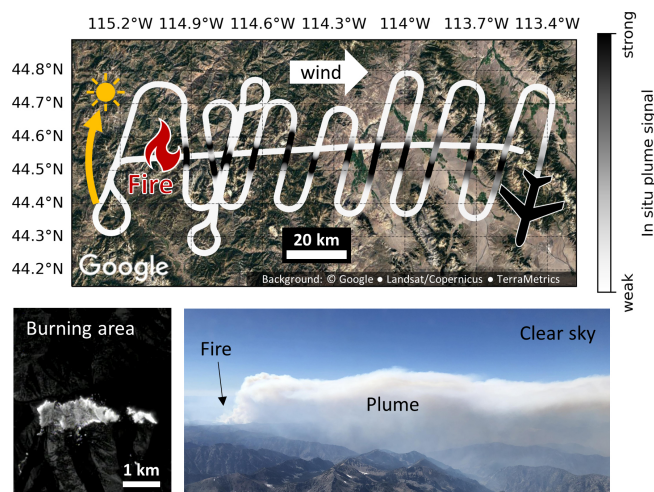 115.2°W 114.9°W 114.6°W 114.3°W 114°W 113.7°W 113.4°W
44.8°N
44.7°N
44.6°N
44.5°N
44.4°N
44.3°N
44.2°N
wind
Fire
20 km
Google
Background: © Google ● Landsat/Copernicus ● TerraMetrics
strong
In situ plume signal
weak
Burning area
1 km
Clear sky
Fire
Plume